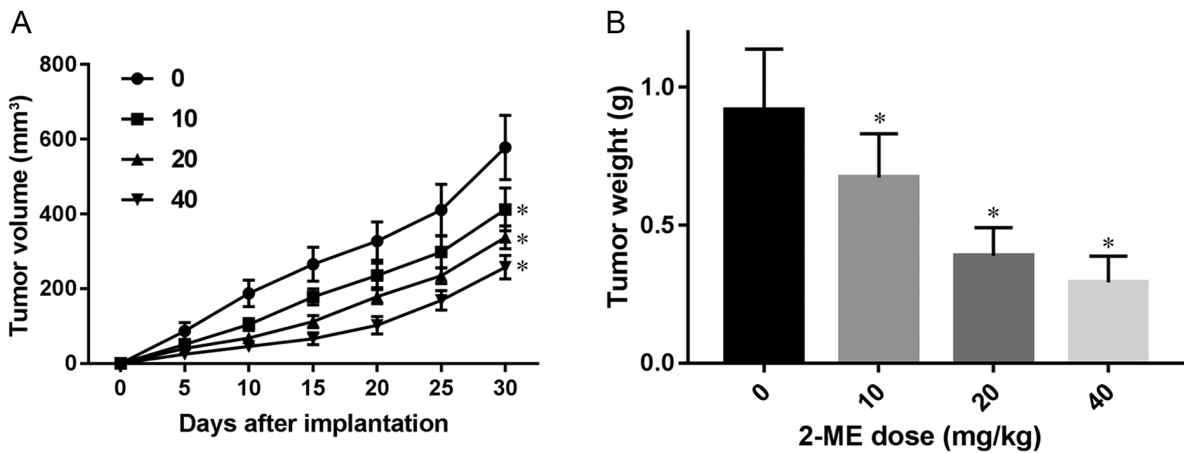 A
Tumor volume (mm³)
800
600
400
200
0
0
10
20
40
*
*
*
0 5 10 15 20 25 30
Days after implantation
B
Tumor weight (g)
1.0
0.5
0.0
*
*
*
0 10 20 40
2-ME dose (mg/kg)